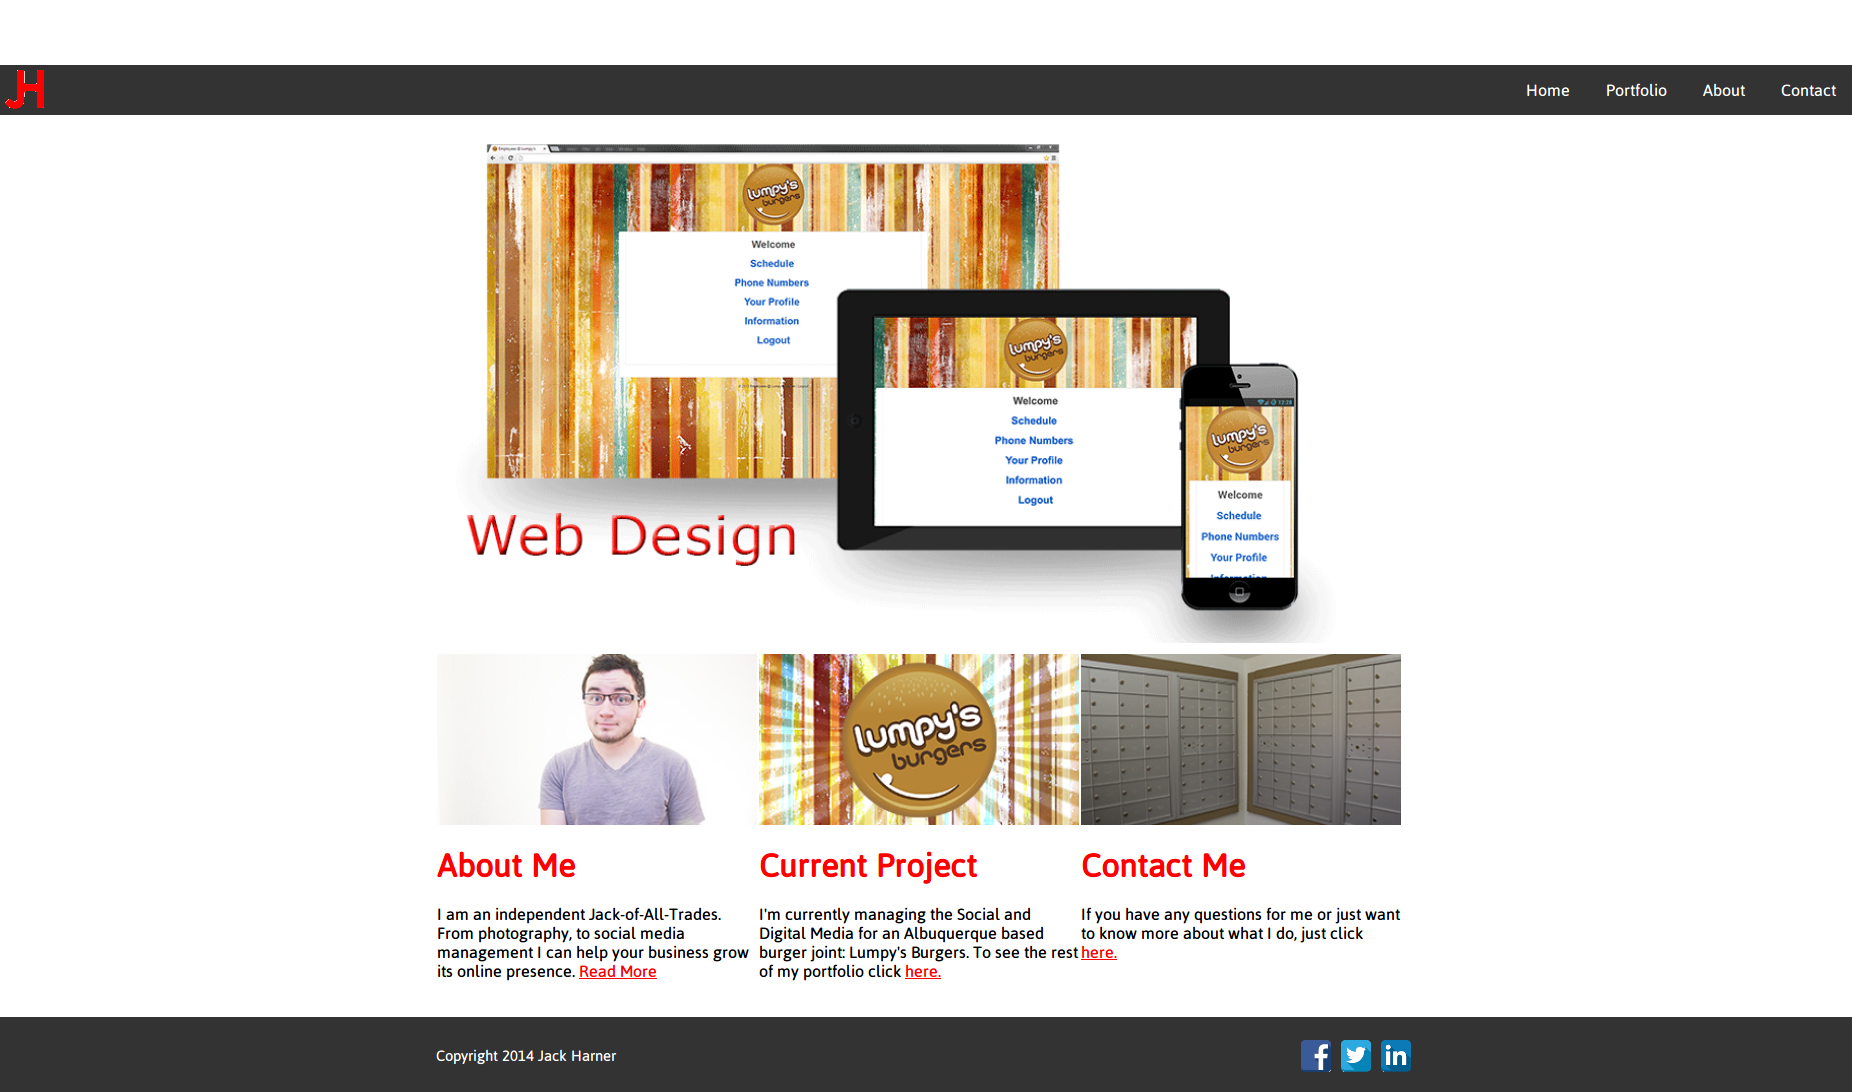 JH
Home Portfolio About Contact
Employees @ Lumpy's
lumpy's
burgers
Welcome
Schedule
Phone Numbers
Your Profile
Information
Logout
lumpy's
burgers
Welcome
Schedule
Phone Numbers
Your Profile
Information
Logout
12:28
lumpy's
burgers
Welcome
Schedule
Phone Numbers
Your Profile
Information
Web Design
lumpy's
burgers
About Me
I am an independent Jack-of-All-Trades.
From photography, to social media
management I can help your business grow
its online presence. Read More
Current Project
I'm currently managing the Social and
Digital Media for an Albuquerque based
burger joint: Lumpy's Burgers. To see the rest
of my portfolio click here.
Contact Me
If you have any questions for me or just want
to know more about what I do, just click
here.
Copyright 2014 Jack Harner
f
in